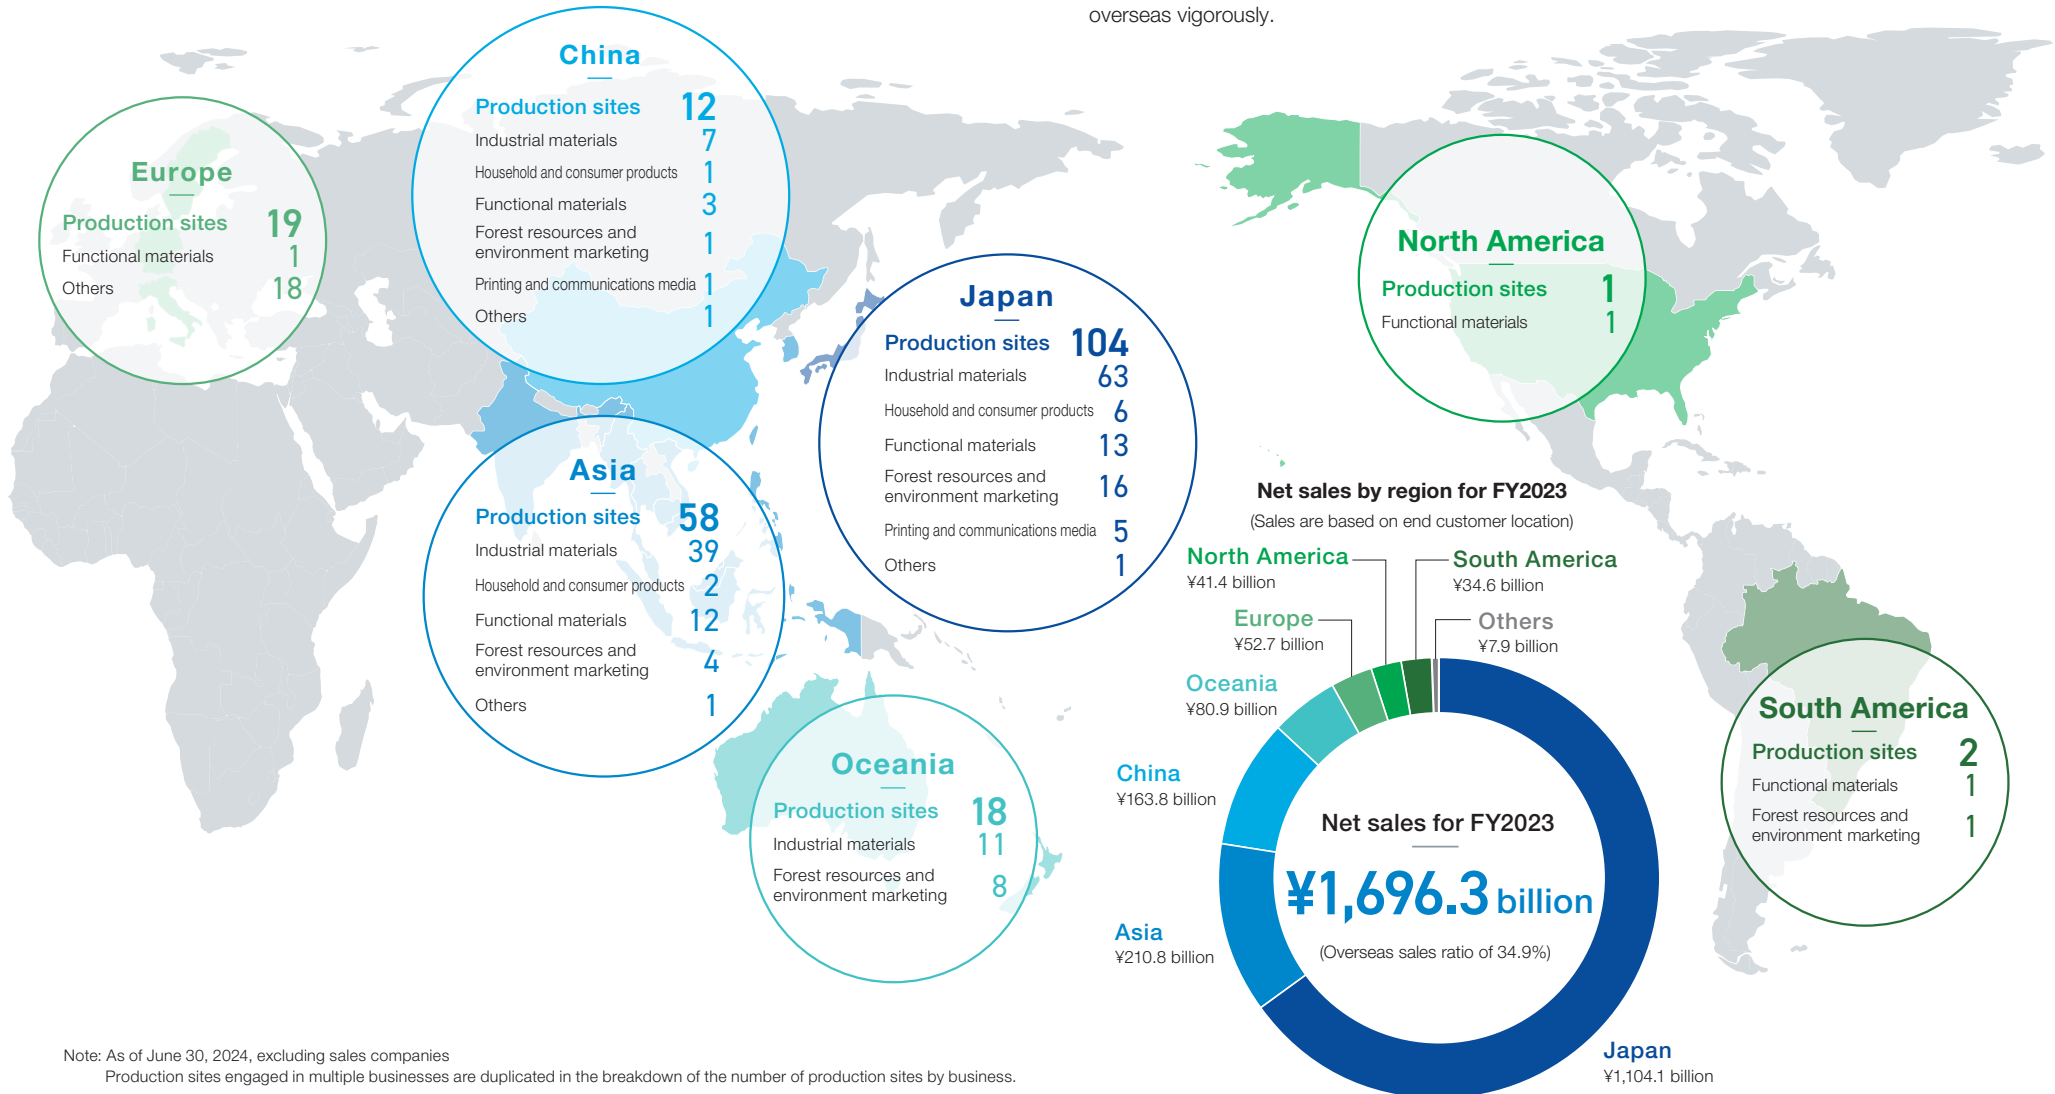 overseas vigorously.
China
Production sites 12
Industrial materials 7
Household and consumer products 1
Functional materials 3
Forest resources and
environment marketing 1
Printing and communications media 1
Others 1
Europe
Production sites 19
Functional materials 1
Others 18
Japan
Production sites 104
Industrial materials 63
Household and consumer products 6
Functional materials 13
Forest resources and
environment marketing 16
Printing and communications media 5
Others 1
North America
Production sites 1
Functional materials 1
Asia
Production sites 58
Industrial materials 39
Household and consumer products 2
Functional materials 12
Forest resources and
environment marketing 4
Others 1
Oceania
Production sites 18
Industrial materials 11
Forest resources and
environment marketing 8
South America
Production sites 2
Functional materials 1
Forest resources and
environment marketing 1
Net sales by region for FY2023
(Sales are based on end customer location)
North America
¥41.4 billion
South America
¥34.6 billion
Europe
¥52.7 billion
Others
¥7.9 billion
Oceania
¥80.9 billion
China
¥163.8 billion
Asia
¥210.8 billion
Japan
¥1,104.1 billion
Net sales for FY2023
¥1,696.3 billion
(Overseas sales ratio of 34.9%)
Note: As of June 30, 2024, excluding sales companies
Production sites engaged in multiple businesses are duplicated in the breakdown of the number of production sites by business.